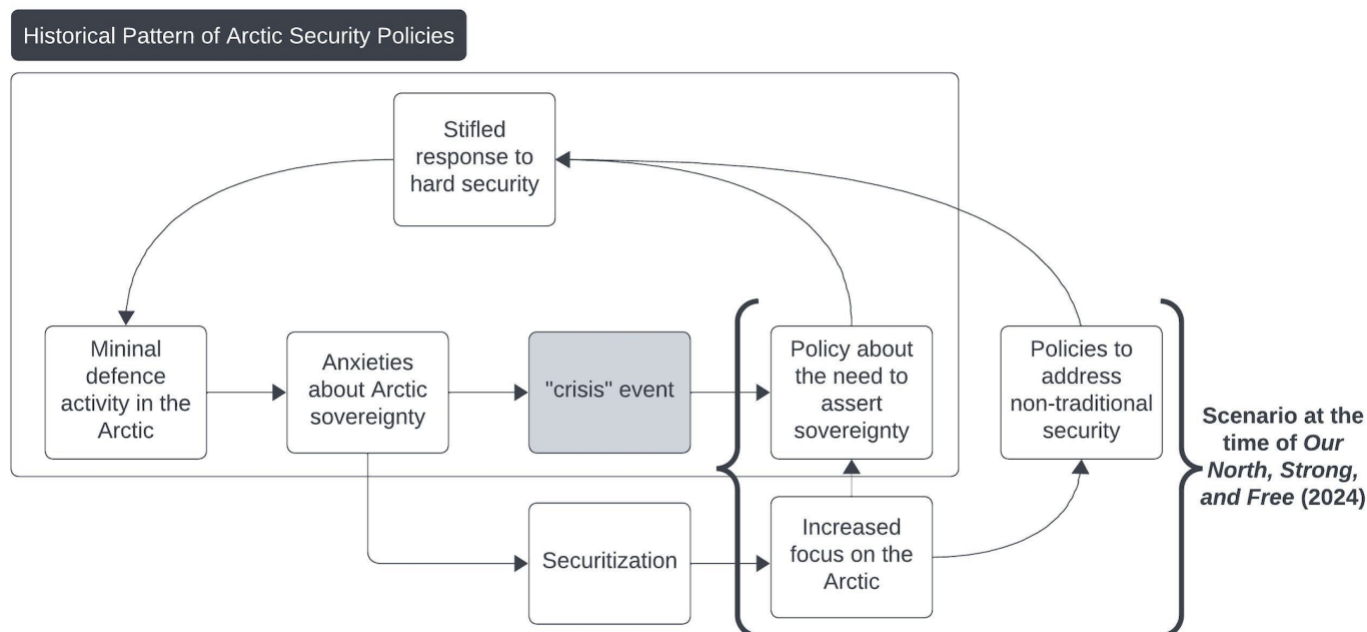 Historical Pattern of Arctic Security Policies
Stifled
response to
hard security
Mininal
defence
activity in the
Arctic
Anxieties
about Arctic
sovereignty
"crisis" event
Policy about
the need to
assert
sovereignty
Policies to
address
non-traditional
security
Scenario at the
time of Our
North, Strong,
and Free (2024)
Securitization
Increased
focus on the
Arctic